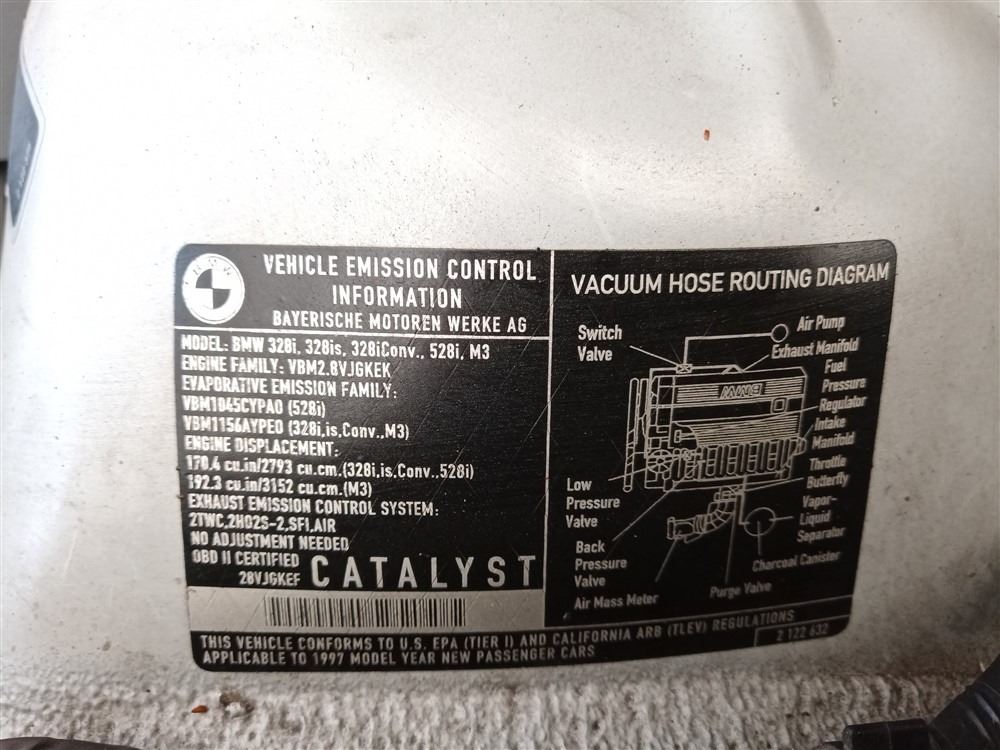 BMW
VEHICLE EMISSION CONTROL
INFORMATION
BAYERISCHE MOTOREN WERKE AG
MODEL: BMW 328i, 328is, 328iConv., 528i, M3
ENGINE FAMILY: VBM2.8VJGKEK
EVAPORATIVE EMISSION FAMILY:
VBM1045CYPA0 (528i)
VBM1156AYPE0 (328i,is,Conv.,M3)
ENGINE DISPLACEMENT:
170.4 cu.in/2793 cu.cm.(328i,is,Conv.,528i)
192.3 cu.in/3152 cu.cm.(M3)
EXHAUST EMISSION CONTROL SYSTEM:
2TWC,2HO2S-2,SFI,AIR
NO ADJUSTMENT NEEDED
OBD II CERTIFIED
28VJGKEF
CATALYST
VACUUM HOSE ROUTING DIAGRAM
Switch
Valve
Air Pump
Exhaust Manifold
Fuel
Pressure
Regulator
Intake
Manifold
Throttle
Butterfly
Vapor-
Liquid
Separator
Charcoal Canister
Purge Valve
BMW
Low
Pressure
Valve
Back
Pressure
Valve
Air Mass Meter
THIS VEHICLE CONFORMS TO U.S. EPA (TIER I) AND CALIFORNIA ARB (TLEV) REGULATIONS
APPLICABLE TO 1997 MODEL YEAR NEW PASSENGER CARS
2 122 632